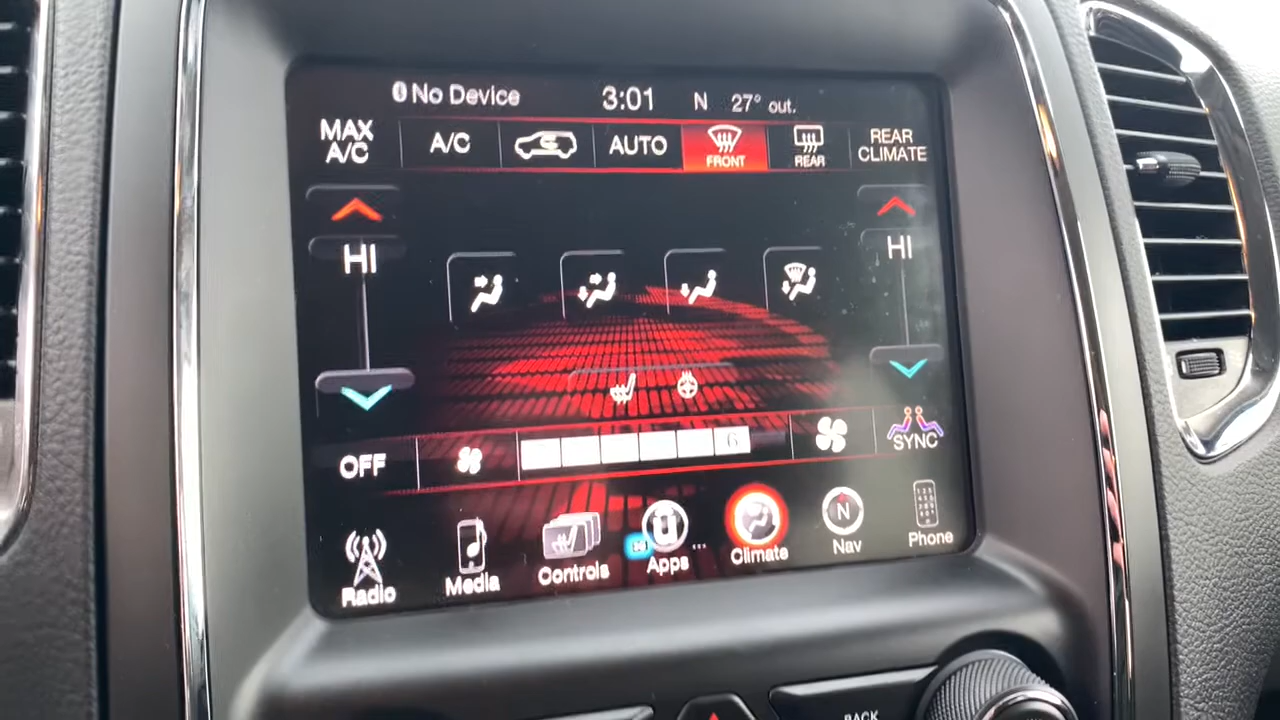 No Device 3:01 N 27° out.
MAX A/C
A/C
AUTO
FRONT
REAR
REAR CLIMATE
HI
HI
OFF
6
SYNC
Radio
Media
Controls
Apps
Climate
N
Nav
Phone
BACK